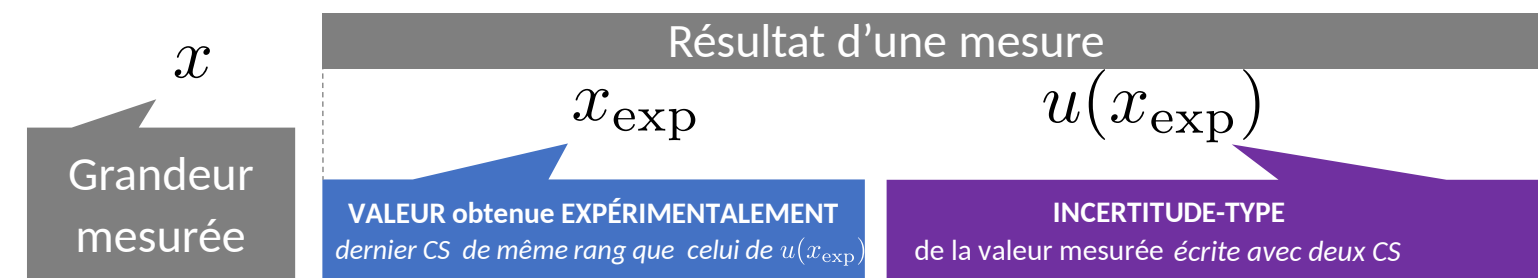 x
Grandeur
mesurée
Résultat d’une mesure
x_exp
u(x_exp)
VALEUR obtenue EXPÉRIMENTALEMENT
dernier CS de même rang que celui de u(x_exp)
INCERTITUDE-TYPE
de la valeur mesurée écrite avec deux CS